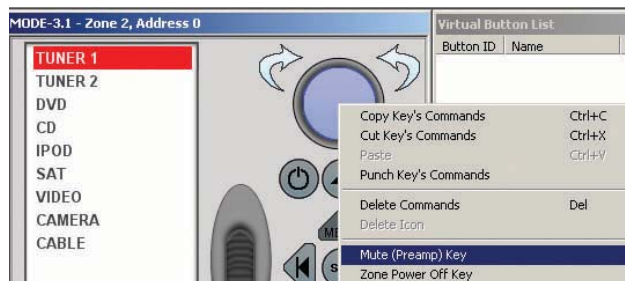 MODE-3.1 - Zone 2, Address 0
Virtual Button List
Button ID Name
TUNER 1
TUNER 2
DVD
CD
IPOD
SAT
VIDEO
CAMERA
CABLE
Copy Key's Commands Ctrl+C
Cut Key's Commands Ctrl+X
Paste Ctrl+V
Punch Key's Commands
Delete Commands Del
Delete Icon
Mute (Preamp) Key
Zone Power Off Key